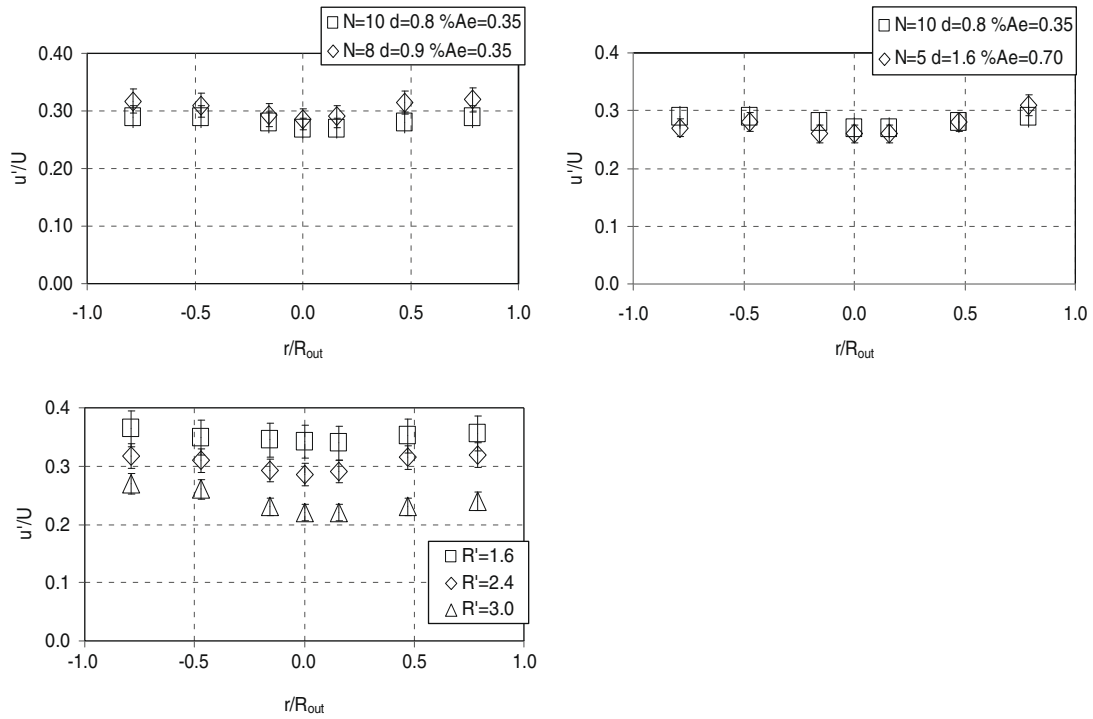 N=10 d=0.8 %Ae=0.35
N=8 d=0.9 %Ae=0.35
0.40
0.30
0.20
0.10
0.00
u'/U
-1.0 -0.5 0.0 0.5 1.0
r/Rout
N=10 d=0.8 %Ae=0.35
N=5 d=1.6 %Ae=0.70
0.4
0.3
0.2
0.1
0.0
u'/U
-1.0 -0.5 0.0 0.5 1.0
r/Rout
0.4
0.3
0.2
0.1
0.0
u'/U
R'=1.6
R'=2.4
R'=3.0
-1.0 -0.5 0.0 0.5 1.0
r/Rout